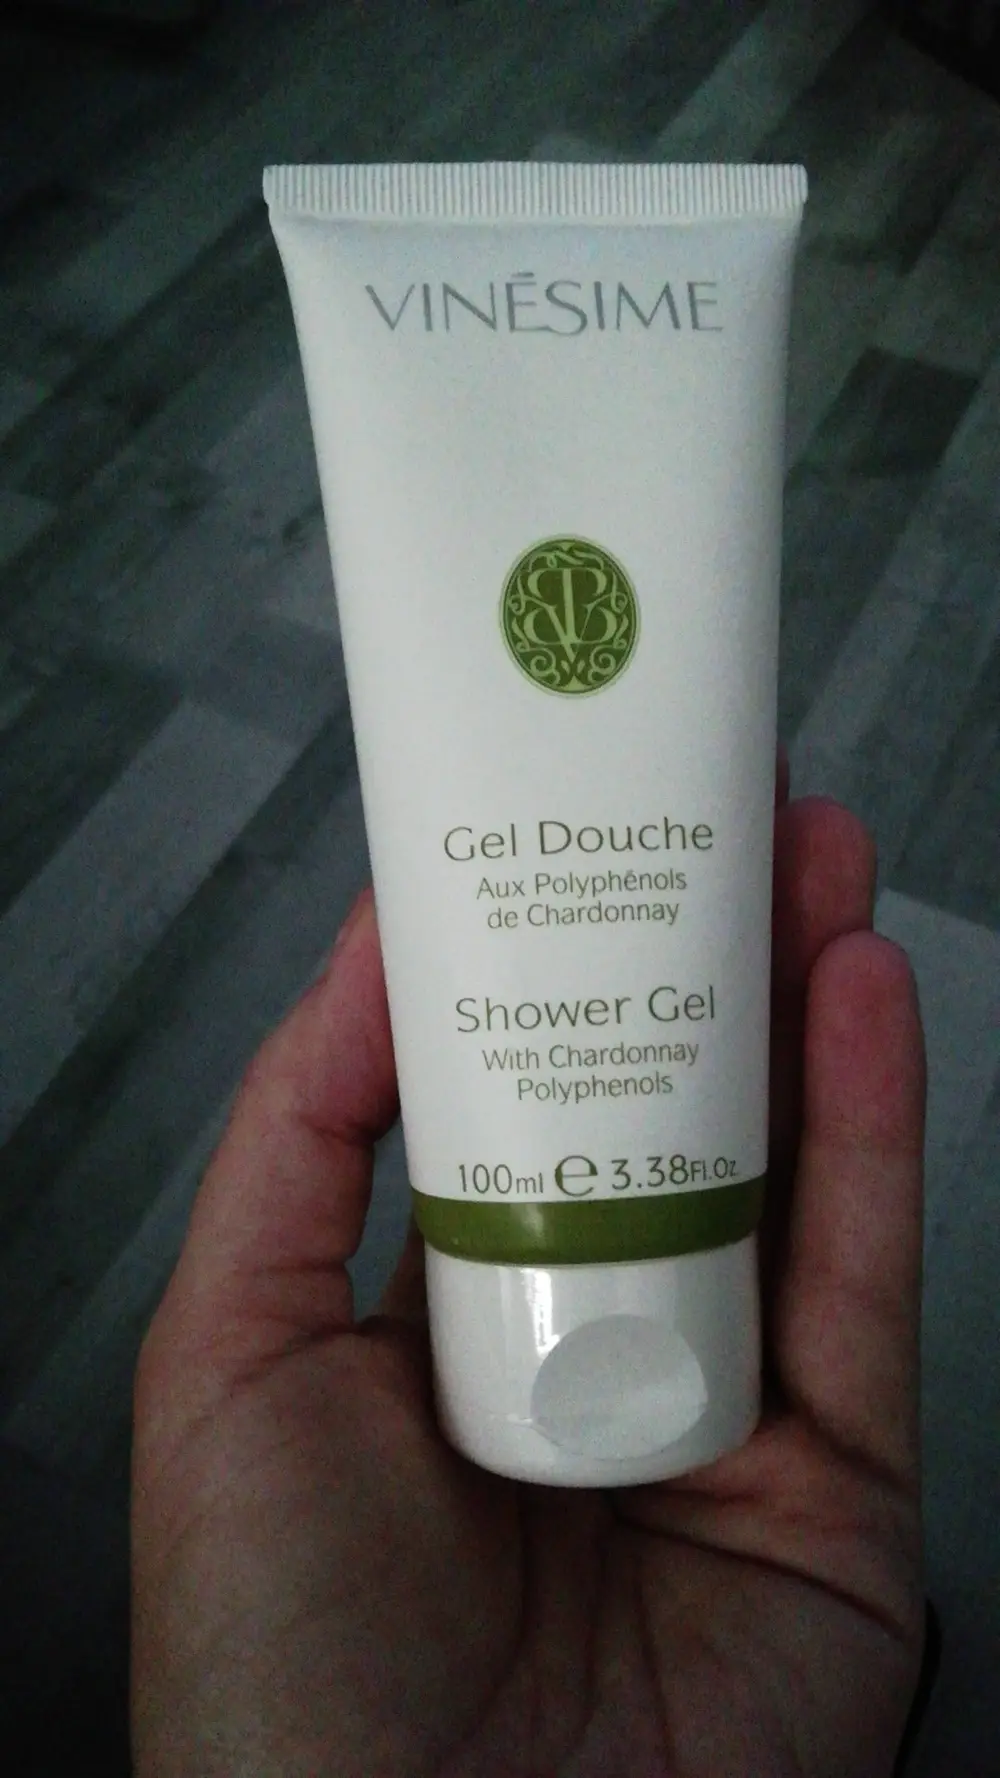 VINÉSIME
Gel Douche
Aux Polyphénols
de Chardonnay
Shower Gel
With Chardonnay
Polyphenols
100ml e 3.38Fl.Oz